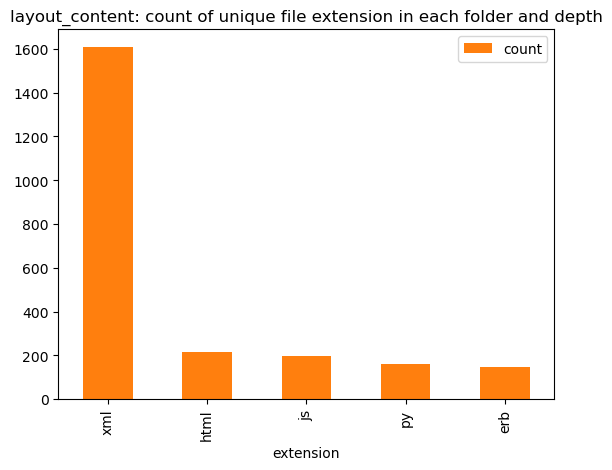 layout_content: count of unique file extension in each folder and depth
count
1600
1400
1200
1000
800
600
400
200
0
xml
html
js
py
erb
extension